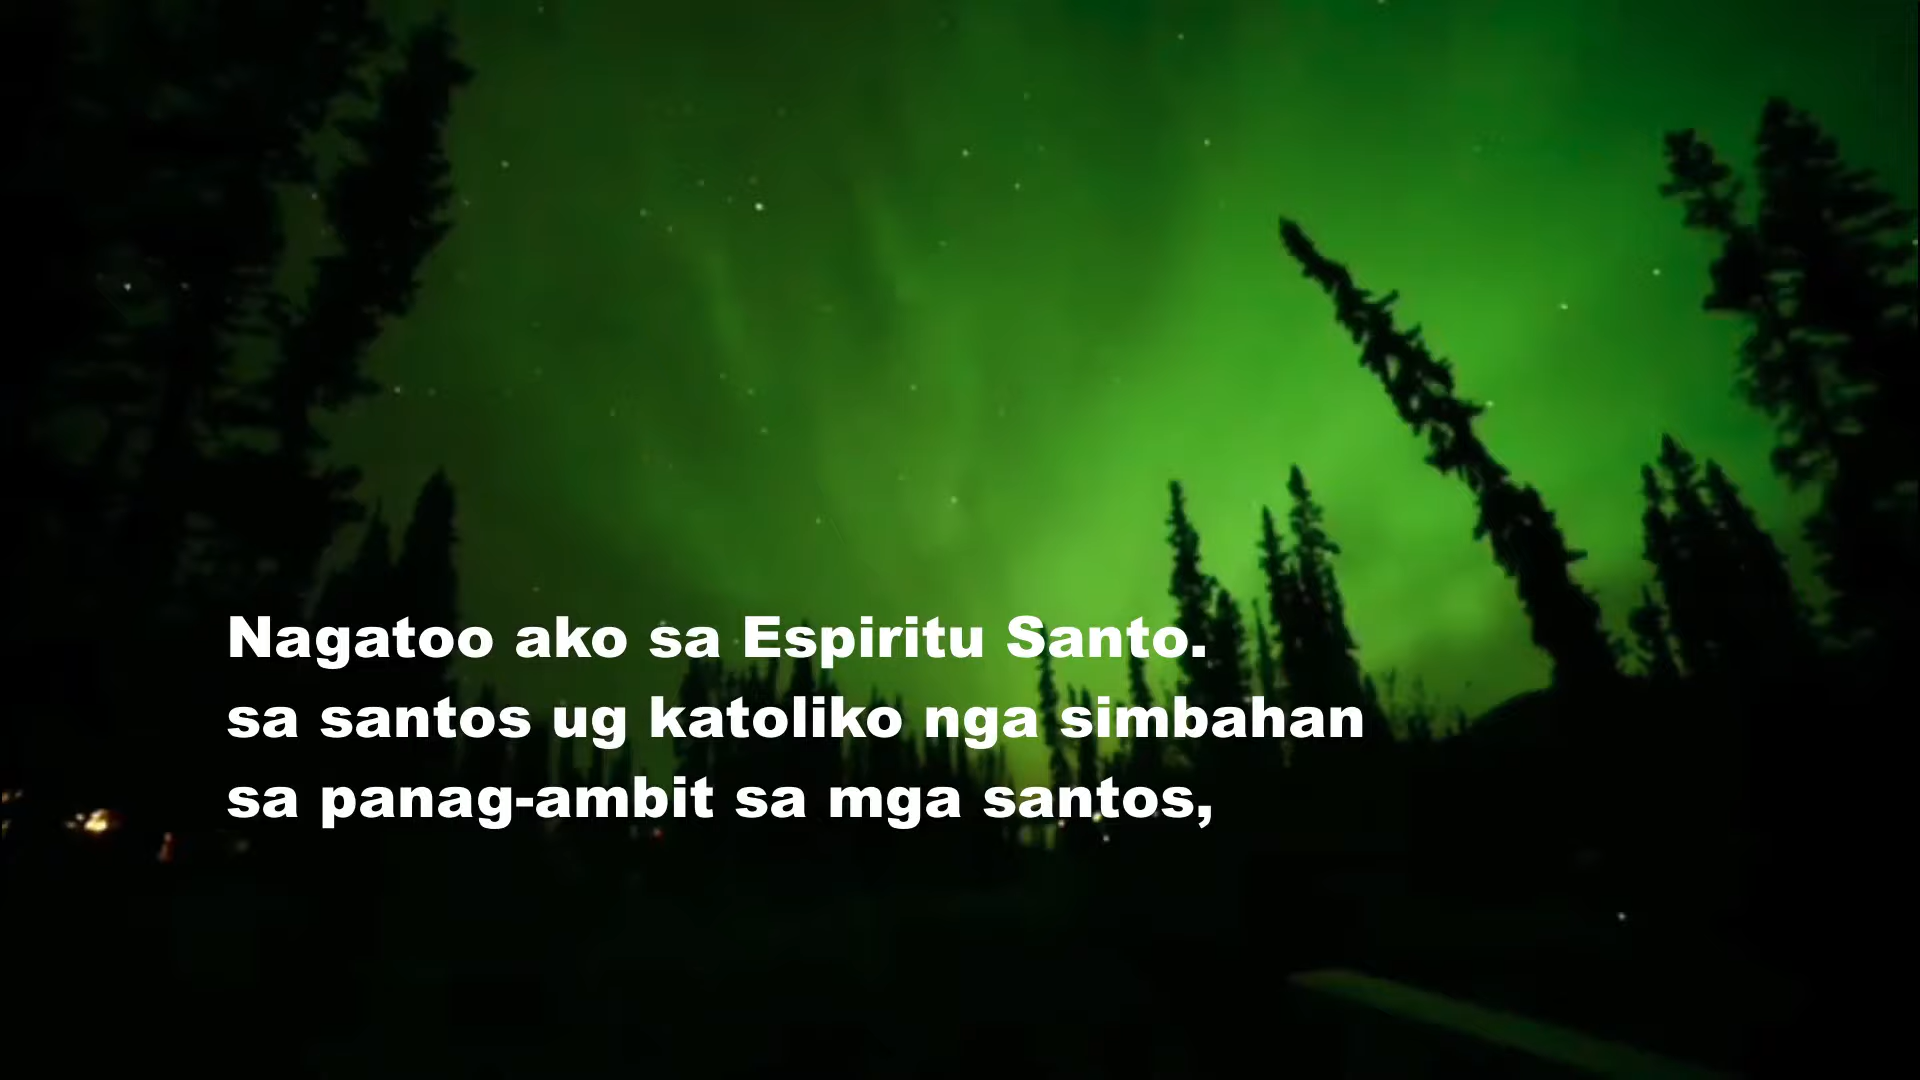 Nagatoo ako sa Espiritu Santo.
sa santos ug katoliko nga simbahan
sa panag-ambit sa mga santos,